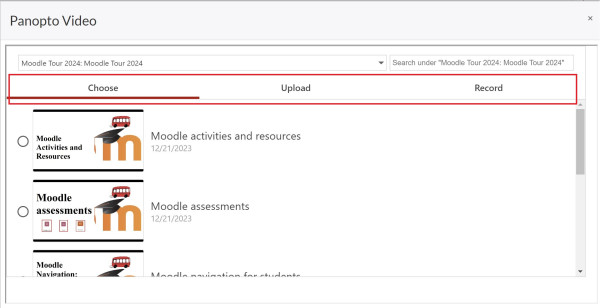 Panopto Video
×
Moodle Tour 2024: Moodle Tour 2024
Search under "Moodle Tour 2024: Moodle Tour 2024"
Choose
Upload
Record
Moodle
Activities and
Resources
m
Moodle activities and resources
12/21/2023
Moodle
assessments
m
Moodle assessments
12/21/2023
Moodle
Navigation:
Moodle navigation for students